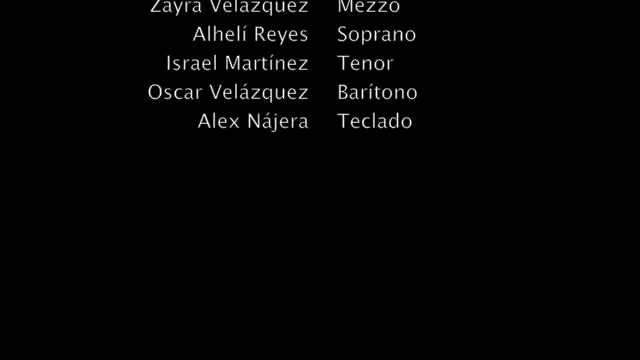 Zayra Velázquez Mezzo
Alhelí Reyes Soprano
Israel Martínez Tenor
Oscar Velázquez Barítono
Alex Nájera Teclado